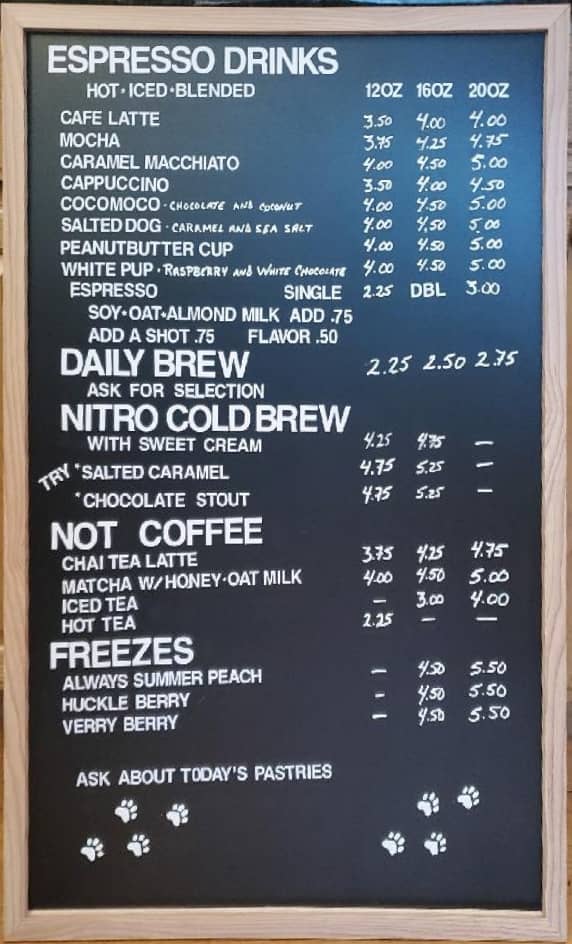 ESPRESSO DRINKS
HOT·ICED·BLENDED 12OZ 16OZ 20OZ
CAFE LATTE 3.50 4.00 4.00
MOCHA 3.75 4.25 4.75
CARAMEL MACCHIATO 4.00 4.50 5.00
CAPPUCCINO 3.50 4.00 4.50
COCOMOCO·CHOCOLATE AND COCONUT 4.00 4.50 5.00
SALTED DOG·CARAMEL AND SEA SALT 4.00 4.50 5.00
PEANUTBUTTER CUP 4.00 4.50 5.00
WHITE PUP·RASPBERRY AND WHITE CHOCOLATE 4.00 4.50 5.00
ESPRESSO SINGLE 2.25 DBL 3.00
SOY·OAT·ALMOND MILK ADD .75
ADD A SHOT .75 FLAVOR .50
DAILY BREW 2.25 2.50 2.75
ASK FOR SELECTION
NITRO COLD BREW
WITH SWEET CREAM 4.25 4.75 —
TRY *SALTED CARAMEL 4.75 5.25 —
*CHOCOLATE STOUT 4.75 5.25 —
NOT COFFEE
CHAI TEA LATTE 3.75 4.25 4.75
MATCHA W/HONEY·OAT MILK 4.00 4.50 5.00
ICED TEA — 3.00 4.00
HOT TEA 2.25 — —
FREEZES
ALWAYS SUMMER PEACH — 4.50 5.50
HUCKLE BERRY — 4.50 5.50
VERRY BERRY — 4.50 5.50
ASK ABOUT TODAY'S PASTRIES